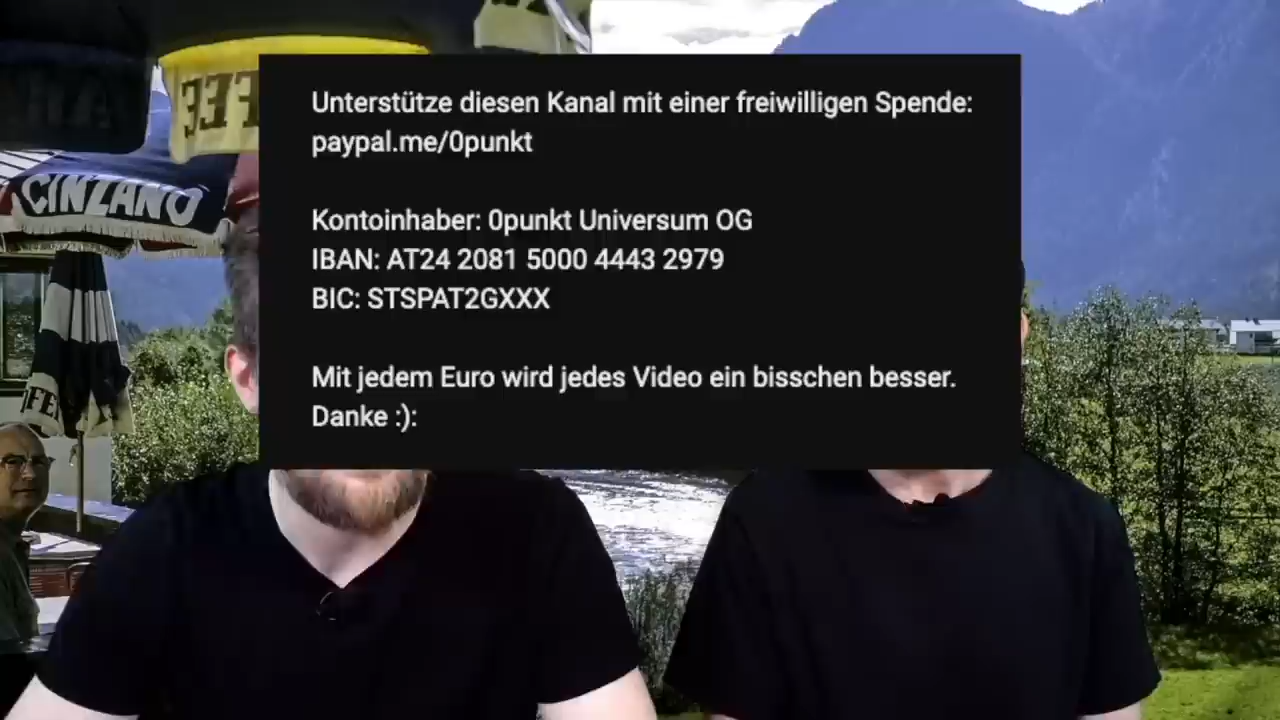 Unterstütze diesen Kanal mit einer freiwilligen Spende:
paypal.me/0punkt
Kontoinhaber: 0punkt Universum OG
IBAN: AT24 2081 5000 4443 2979
BIC: STSPAT2GXXX
Mit jedem Euro wird jedes Video ein bisschen besser.
Danke :):
CINZANO